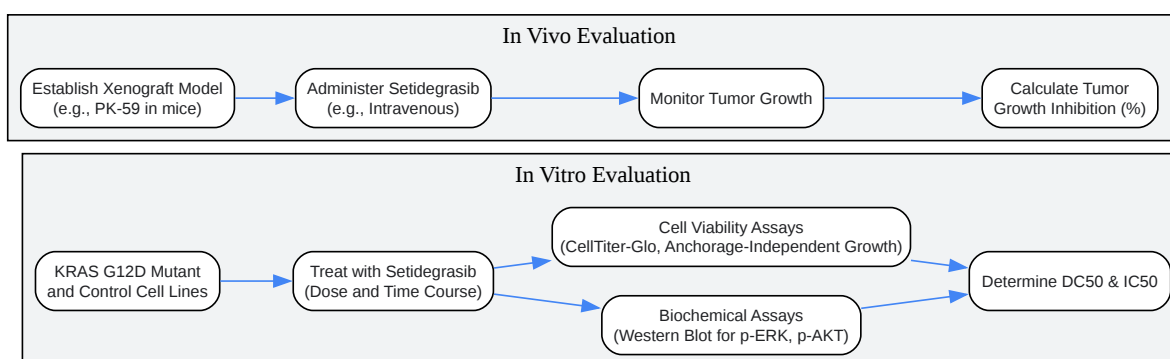 In Vivo Evaluation
Establish Xenograft Model
(e.g., PK-59 in mice)
Administer Setidegrasib
(e.g., Intravenous)
Monitor Tumor Growth
Calculate Tumor
Growth Inhibition (%)
In Vitro Evaluation
KRAS G12D Mutant
and Control Cell Lines
Treat with Setidegrasib
(Dose and Time Course)
Cell Viability Assays
(CellTiter-Glo, Anchorage-Independent Growth)
Biochemical Assays
(Western Blot for p-ERK, p-AKT)
Determine DC50 & IC50